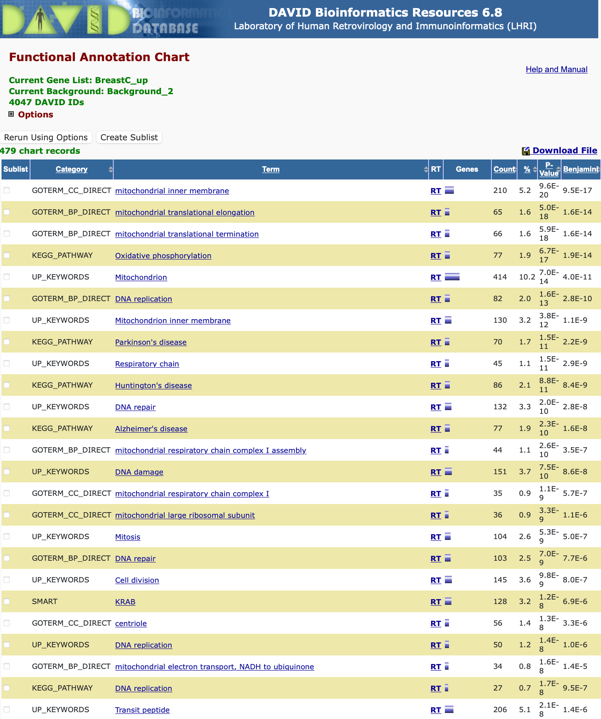 DAVID BIOINFORMATICS DATABASE
DAVID Bioinformatics Resources 6.8
Laboratory of Human Retrovirology and Immunoinformatics (LHRI)
Functional Annotation Chart
Help and Manual
Current Gene List: BreastC_up
Current Background: Background_2
4047 DAVID IDs
Options
Rerun Using Options Create Sublist
479 chart records Download File
Sublist Category Term RT Genes Count % P-Value Benjamini
GOTERM_CC_DIRECT mitochondrial inner membrane RT 210 5.2 9.6E-20 9.5E-17
GOTERM_BP_DIRECT mitochondrial translational elongation RT 65 1.6 5.0E-18 1.6E-14
GOTERM_BP_DIRECT mitochondrial translational termination RT 66 1.6 5.9E-18 1.6E-14
KEGG_PATHWAY Oxidative phosphorylation RT 77 1.9 6.7E-17 1.9E-14
UP_KEYWORDS Mitochondrion RT 414 10.2 7.0E-14 4.0E-11
GOTERM_BP_DIRECT DNA replication RT 82 2.0 1.6E-13 2.8E-10
UP_KEYWORDS Mitochondrion inner membrane RT 130 3.2 3.8E-12 1.1E-9
KEGG_PATHWAY Parkinson's disease RT 70 1.7 1.5E-11 2.2E-9
UP_KEYWORDS Respiratory chain RT 45 1.1 1.5E-11 2.9E-9
KEGG_PATHWAY Huntington's disease RT 86 2.1 8.8E-11 8.4E-9
UP_KEYWORDS DNA repair RT 132 3.3 2.0E-10 2.8E-8
KEGG_PATHWAY Alzheimer's disease RT 77 1.9 2.3E-10 1.6E-8
GOTERM_BP_DIRECT mitochondrial respiratory chain complex I assembly RT 44 1.1 2.6E-10 3.5E-7
UP_KEYWORDS DNA damage RT 151 3.7 7.5E-10 8.6E-8
GOTERM_CC_DIRECT mitochondrial respiratory chain complex I RT 35 0.9 1.1E-9 5.7E-7
GOTERM_CC_DIRECT mitochondrial large ribosomal subunit RT 36 0.9 3.3E-9 1.1E-6
UP_KEYWORDS Mitosis RT 104 2.6 5.3E-9 5.0E-7
GOTERM_BP_DIRECT DNA repair RT 103 2.5 7.0E-9 7.7E-6
UP_KEYWORDS Cell division RT 145 3.6 9.8E-9 8.0E-7
SMART KRAB RT 128 3.2 1.2E-8 6.9E-6
GOTERM_CC_DIRECT centriole RT 56 1.4 1.3E-8 3.3E-6
UP_KEYWORDS DNA replication RT 50 1.2 1.4E-8 1.0E-6
GOTERM_BP_DIRECT mitochondrial electron transport, NADH to ubiquinone RT 34 0.8 1.6E-8 1.4E-5
KEGG_PATHWAY DNA replication RT 27 0.7 1.7E-8 9.5E-7
UP_KEYWORDS Transit peptide RT 206 5.1 2.1E-8 1.4E-6